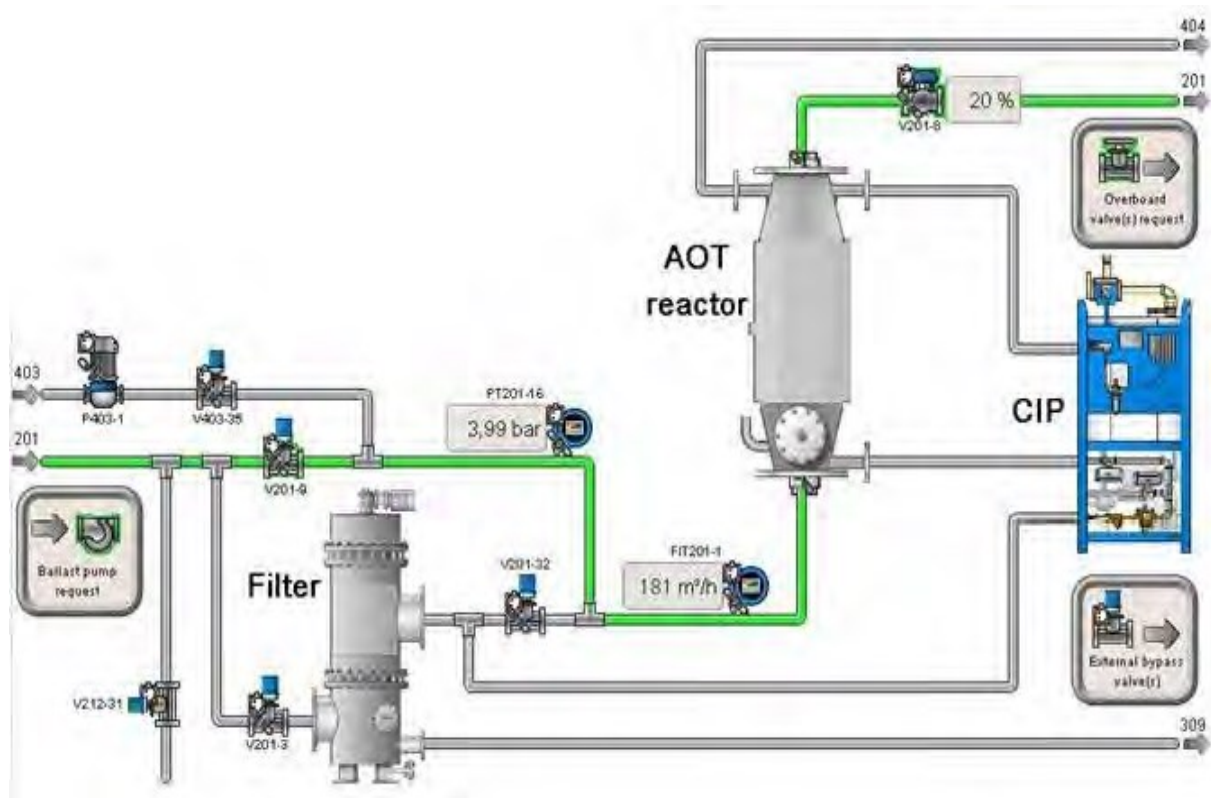 404
201
20 %
V201-8
Overboard
valve(s) request
AOT
reactor
403
P403-1
V403-35
PT201-16
3,99 bar
CIP
201
V201-9
Ballast pump
request
Filter
V201-32
FIT201-1
181 m³/h
External bypass
valve(s)
V212-31
V201-3
309